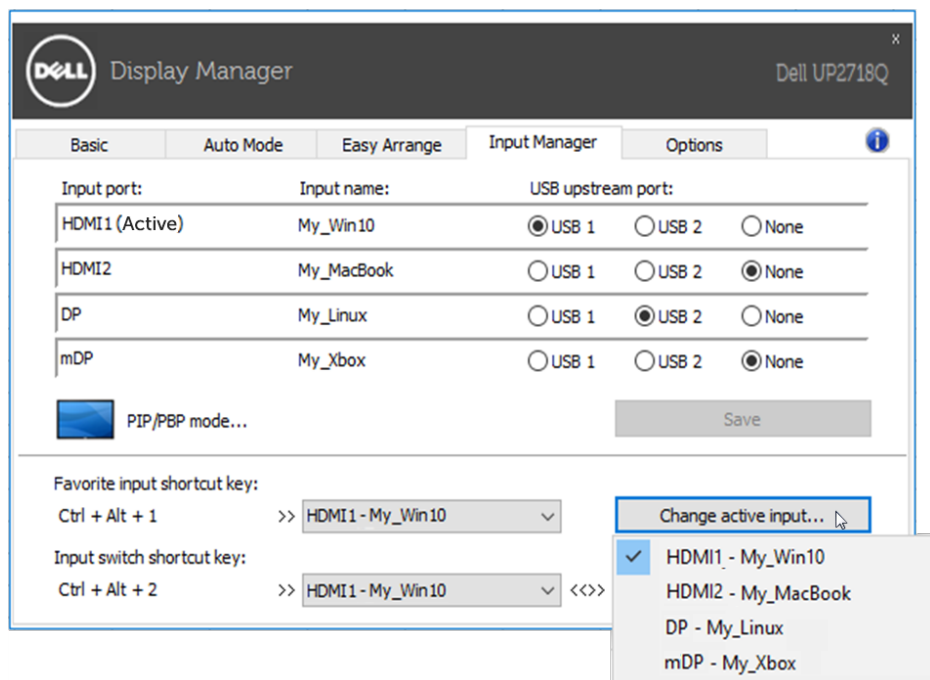 x
DELL Display Manager Dell UP2718Q
Basic Auto Mode Easy Arrange Input Manager Options i
Input port: Input name: USB upstream port:
HDMI1 (Active) My_Win10 USB 1 USB 2 None
HDMI2 My_MacBook USB 1 USB 2 None
DP My_Linux USB 1 USB 2 None
mDP My_Xbox USB 1 USB 2 None
PIP/PBP mode... Save
Favorite input shortcut key:
Ctrl + Alt + 1 >> HDMI1 - My_Win10 Change active input...
Input switch shortcut key:
Ctrl + Alt + 2 >> HDMI1 - My_Win10 <<>>
HDMI1 - My_Win10
HDMI2 - My_MacBook
DP - My_Linux
mDP - My_Xbox